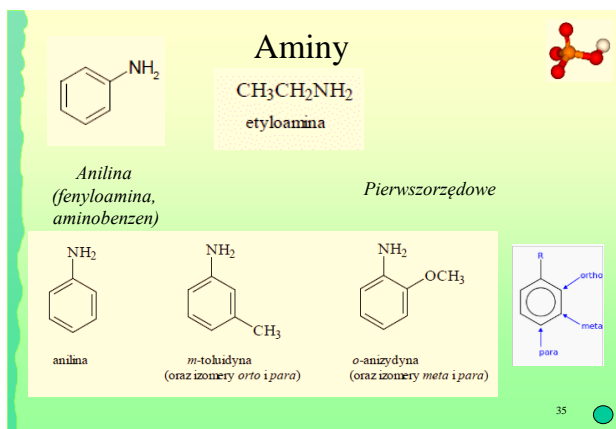 Aminy
NH2
CH3CH2NH2
etyloamina
Anilina
(fenyloamina,
aminobenzen)
Pierwszorzędowe
NH2
anilina
NH2
CH3
m-toluidyna
(oraz izomery orto i para)
NH2
OCH3
o-anizydyna
(oraz izomery meta i para)
R
ortho
meta
para
35